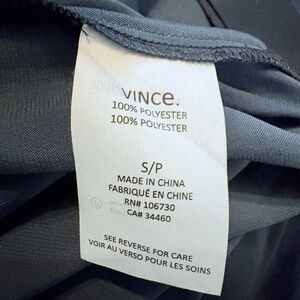 VINCE.
100% POLYESTER
100% POLYESTER
S/P
MADE IN CHINA
FABRIQUÉ EN CHINE
RN# 106730
CA# 34460
SEE REVERSE FOR CARE
VOIR AU VERSO POUR LES SOINS